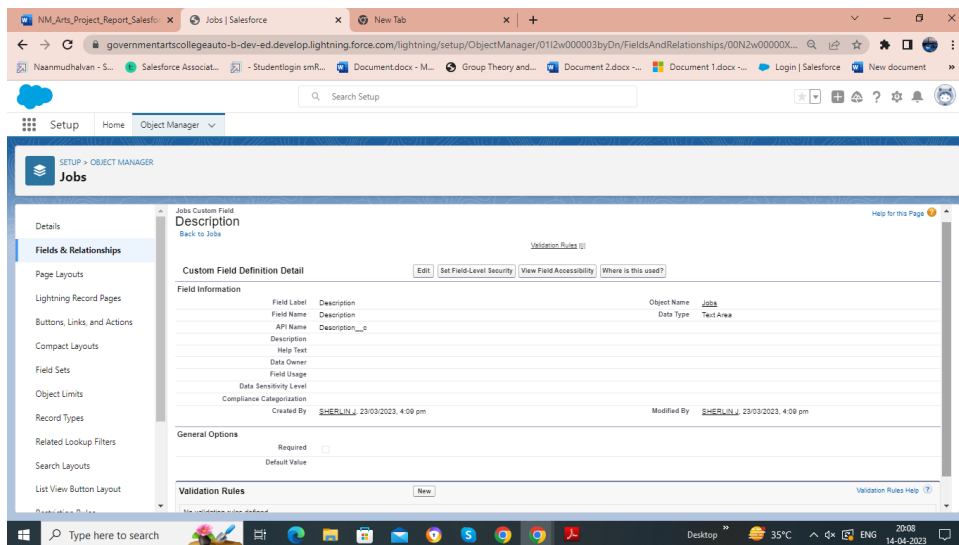 NM_Arts_Project_Report_Salesfor
Jobs | Salesforce
New Tab
governmentartscollegeauto-b-dev-ed.develop.lightning.force.com/lightning/setup/ObjectManager/01I2w000003byDn/FieldsAndRelationships/00N2w00000X...
Naanmudhalvan - S...
Salesforce Associat...
- Studentlogin smR...
Document.docx - M...
Group Theory and...
Document 2.docx -...
Document 1.docx -...
Login | Salesforce
New document
»
Search Setup
Setup
Home
Object Manager
SETUP > OBJECT MANAGER
Jobs
Details
Fields & Relationships
Page Layouts
Lightning Record Pages
Buttons, Links, and Actions
Compact Layouts
Field Sets
Object Limits
Record Types
Related Lookup Filters
Search Layouts
List View Button Layout
Restriction Rules
Jobs Custom Field
Description
Back to Jobs
Help for this Page
Validation Rules [0]
Custom Field Definition Detail
Edit
Set Field-Level Security
View Field Accessibility
Where is this used?
Field Information
Field Label Description Object Name Jobs
Field Name Description Data Type Text Area
API Name Description__c
Description
Help Text
Data Owner
Field Usage
Data Sensitivity Level
Compliance Categorization
Created By SHERLIN J, 23/03/2023, 4:09 pm Modified By SHERLIN J, 23/03/2023, 4:09 pm
General Options
Required
Default Value
Validation Rules
New
Validation Rules Help ?
No validation rules defined.
Type here to search
Desktop »
35°C
ENG
20:08
14-04-2023